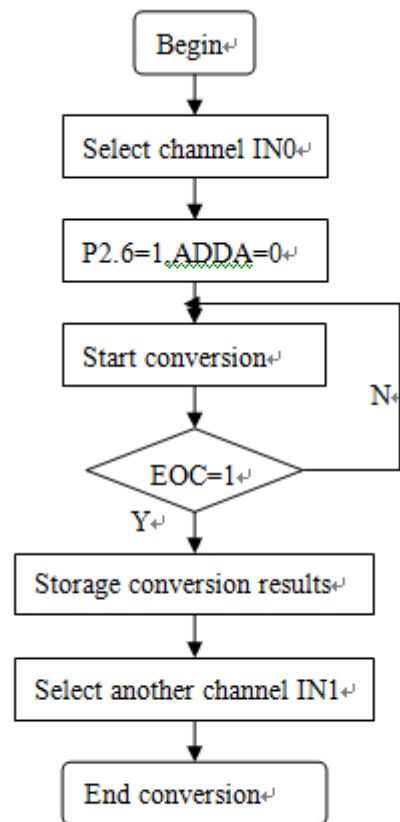 Begin↵
Select channel IN0↵
P2.6=1,ADDA=0↵
Start conversion↵
N↵
EOC=1↵
Y↵
Storage conversion results↵
Select another channel IN1↵
End conversion↵